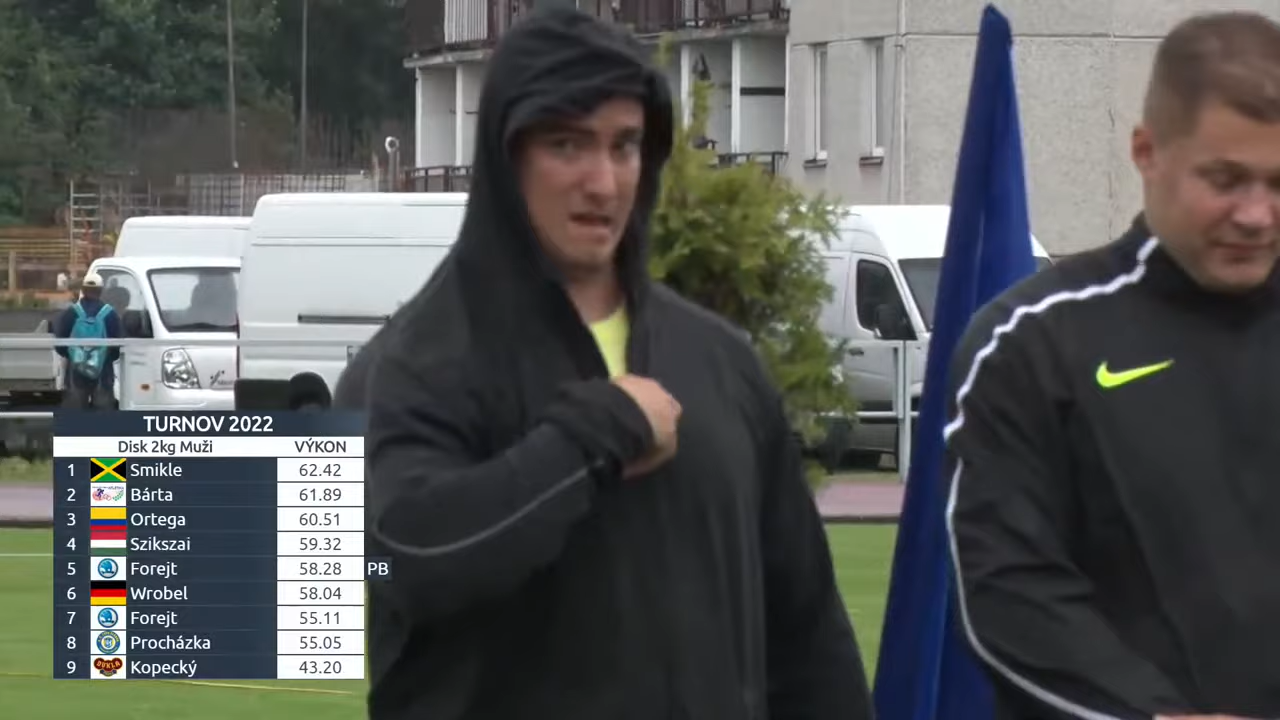 TURNOV 2022
Disk 2kg Muži VÝKON
1 Smikle 62.42
2 Bárta 61.89
3 Ortega 60.51
4 Szikszai 59.32
5 Forejt 58.28 PB
6 Wrobel 58.04
7 Forejt 55.11
8 Procházka 55.05
9 DUKLA Kopecký 43.20